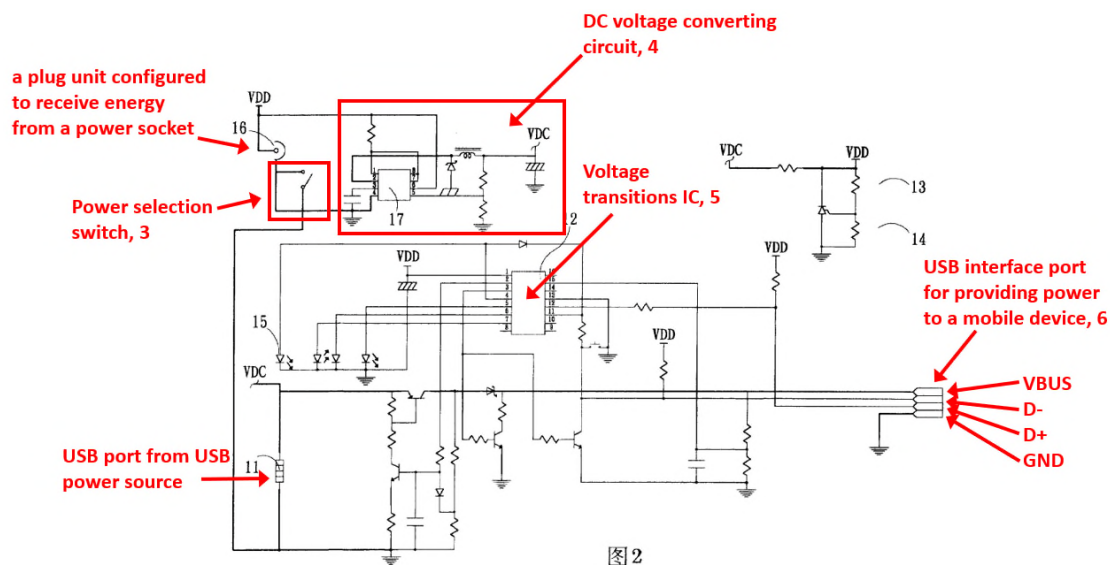 DC voltage converting
circuit, 4
a plug unit configured
to receive energy
from a power socket
VDD
16
VDC
17
Power selection
switch, 3
Voltage
transitions IC, 5
VDC
VDD
13
14
12
VDD
VDD
USB interface port
for providing power
to a mobile device, 6
15
VDD
VDC
VBUS
D-
D+
GND
USB port from USB
power source
11
图2